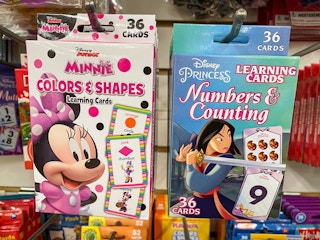 36
CARDS
Disney
JUNIOR
MINNIE
COLORS & SHAPES
Learning Cards
36
CARDS
Disney
PRINCESS
LEARNING
CARDS
Numbers &
Counting
9
36
CARDS